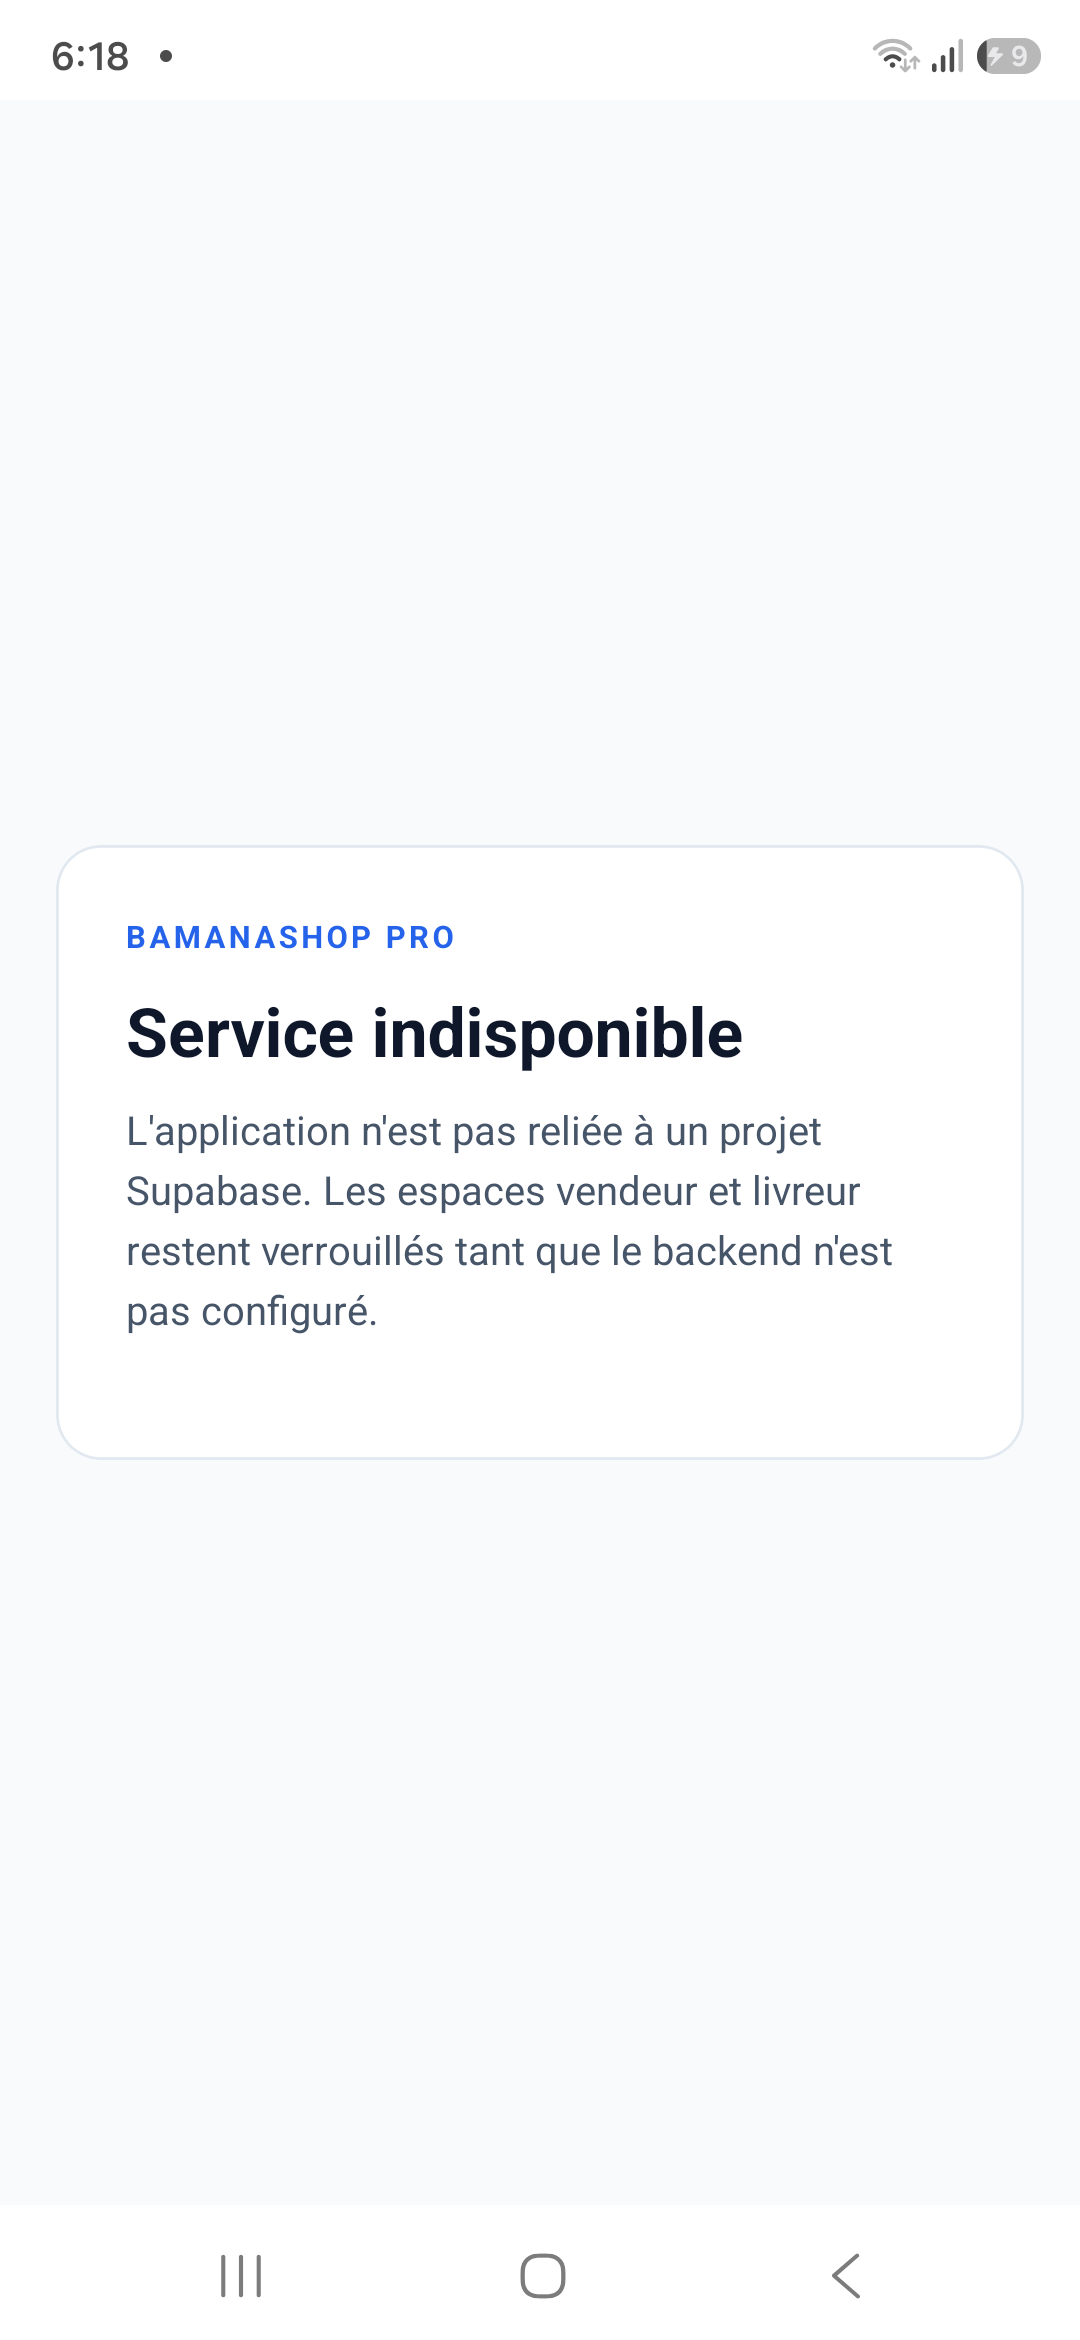 6:18
9
BAMANASHOP PRO
Service indisponible
L'application n'est pas reliée à un projet
Supabase. Les espaces vendeur et livreur
restent verrouillés tant que le backend n'est
pas configuré.